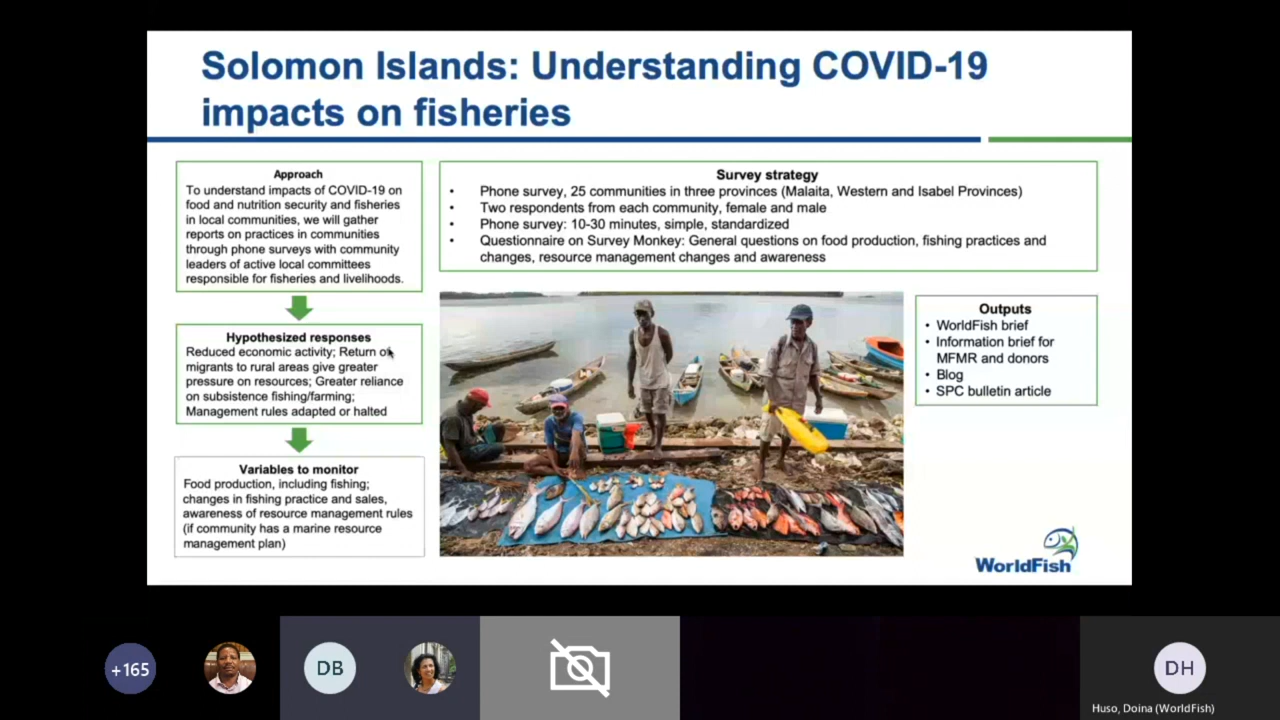 Solomon Islands: Understanding COVID-19
impacts on fisheries
Approach
To understand impacts of COVID-19 on
food and nutrition security and fisheries
in local communities, we will gather
reports on practices in communities
through phone surveys with community
leaders of active local committees
responsible for fisheries and livelihoods.
Hypothesized responses
Reduced economic activity; Return of
migrants to rural areas give greater
pressure on resources; Greater reliance
on subsistence fishing/farming;
Management rules adapted or halted
Variables to monitor
Food production, including fishing;
changes in fishing practice and sales,
awareness of resource management rules
(if community has a marine resource
management plan)
Survey strategy
• Phone survey, 25 communities in three provinces (Malaita, Western and Isabel Provinces)
• Two respondents from each community, female and male
• Phone survey: 10-30 minutes, simple, standardized
• Questionnaire on Survey Monkey: General questions on food production, fishing practices and
changes, resource management changes and awareness
Outputs
• WorldFish brief
• Information brief for
MFMR and donors
• Blog
• SPC bulletin article
WorldFish
+165
DB
DH
Huso, Doina (WorldFish)